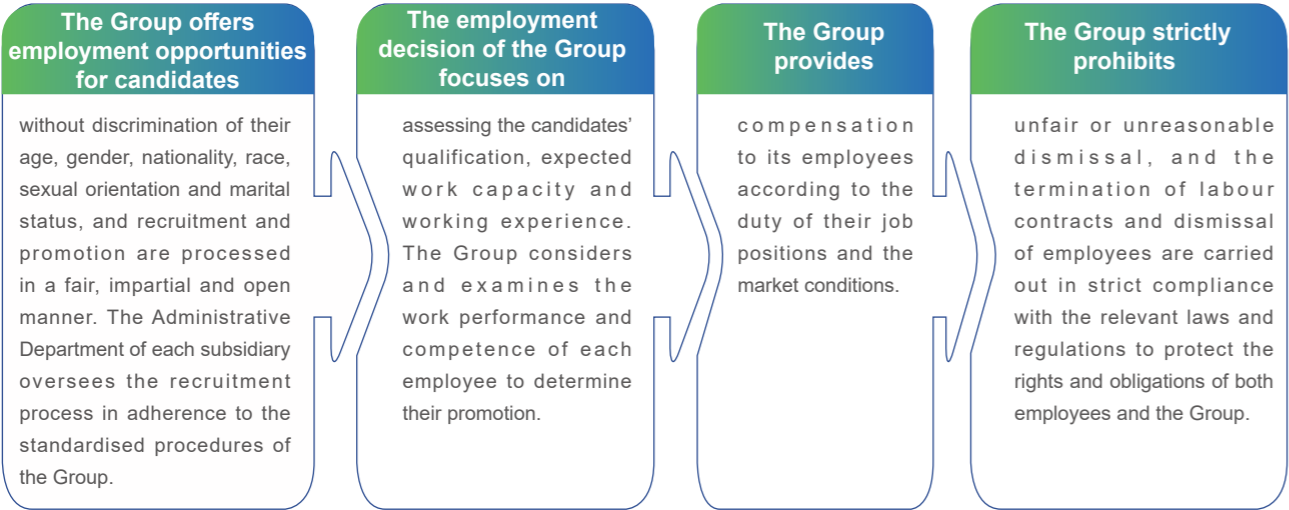 The Group offers
employment opportunities
for candidates
without discrimination of their
age, gender, nationality, race,
sexual orientation and marital
status, and recruitment and
promotion are processed
in a fair, impartial and open
manner. The Administrative
Department of each subsidiary
oversees the recruitment
process in adherence to the
standardised procedures of
the Group.
The employment
decision of the Group
focuses on
assessing the candidates’
qualification, expected
work capacity and
working experience.
The Group considers
and examines the
work performance and
competence of each
employee to determine
their promotion.
The Group
provides
compensation
to its employees
according to the
duty of their job
positions and the
market conditions.
The Group strictly
prohibits
unfair or unreasonable
dismissal, and the
termination of labour
contracts and dismissal
of employees are carried
out in strict compliance
with the relevant laws and
regulations to protect the
rights and obligations of both
employees and the Group.